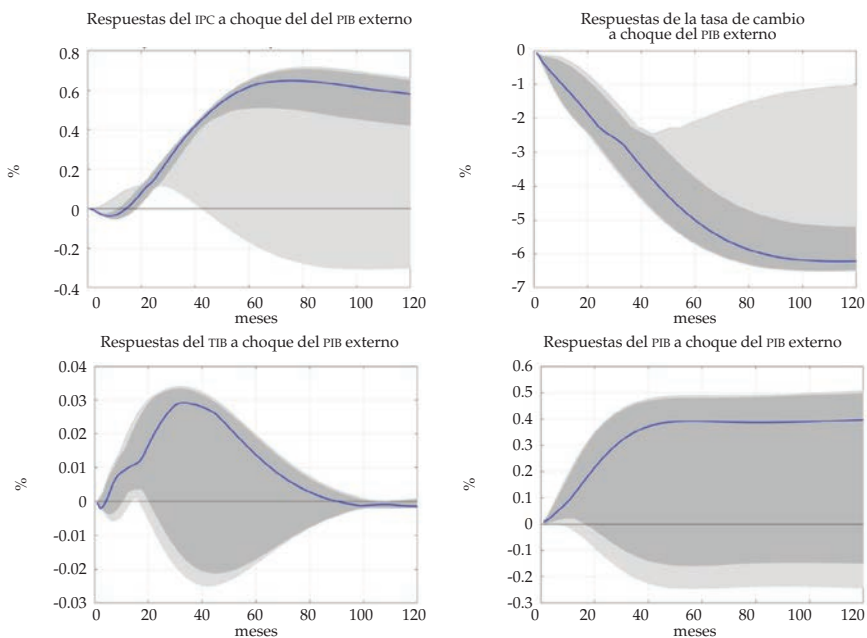 Respuestas del IPC a choque del del PIB externo
0.8
0.6
0.4
0.2
0
-0.2
-0.4
%
0 20 40 60 80 100 120
meses
Respuestas de la tasa de cambio
a choque del PIB externo
0
-1
-2
-3
-4
-5
-6
-7
%
0 20 40 60 80 100 120
meses
Respuestas del TIB a choque del PIB externo
0.04
0.03
0.02
0.01
0
-0.01
-0.02
-0.03
%
0 20 40 60 80 100 120
meses
Respuestas del PIB a choque del PIB externo
0.6
0.5
0.4
0.3
0.2
0.1
0
-0.1
-0.2
-0.3
%
0 20 40 60 80 100 120
meses